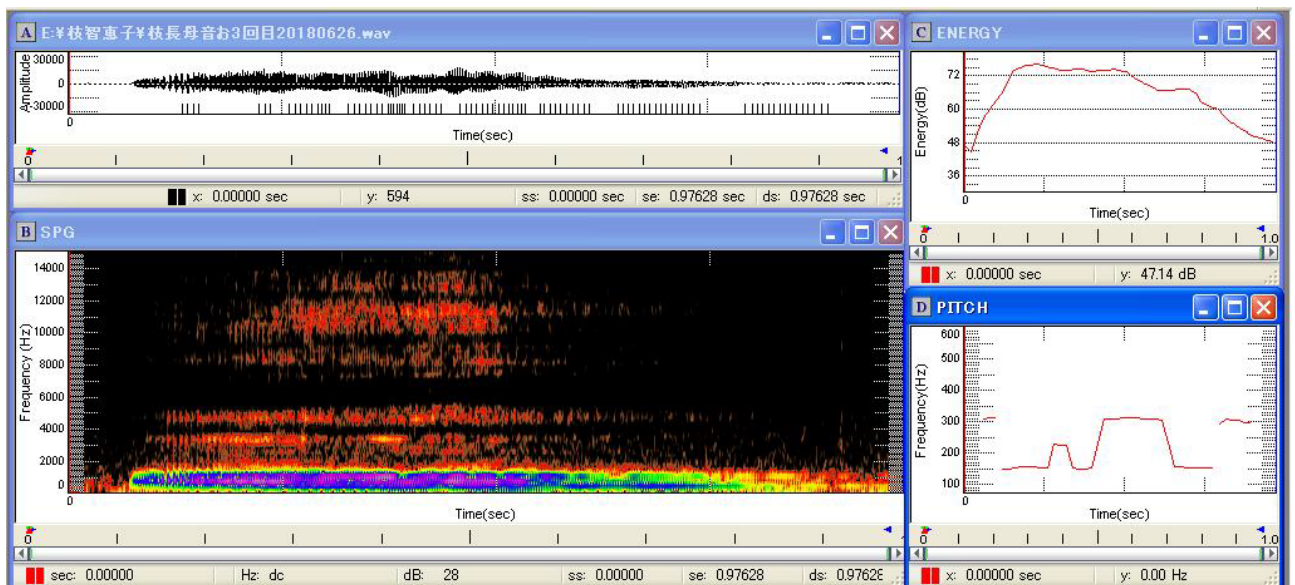 A E:¥枝智恵子¥枝長母音お3回目20180626.wav
Amplitude
30000
0
-30000
0
Time(sec)
0 1
x: 0.00000 sec y: 594 ss: 0.00000 sec se: 0.97628 sec ds: 0.97628 sec
B SPG
Frequency (Hz)
14000
12000
10000
8000
6000
4000
2000
0
0
Time(sec)
0
sec: 0.00000 Hz: dc dB: 28 ss: 0.00000 se: 0.97628 ds: 0.97628
C ENERGY
Energy(dB)
72
60
48
36
0
Time(sec)
0 1.0
x: 0.00000 sec y: 47.14 dB
D PITCH
Frequency(Hz)
600
500
400
300
200
100
0
Time(sec)
0 1.0
x: 0.00000 sec y: 0.00 Hz